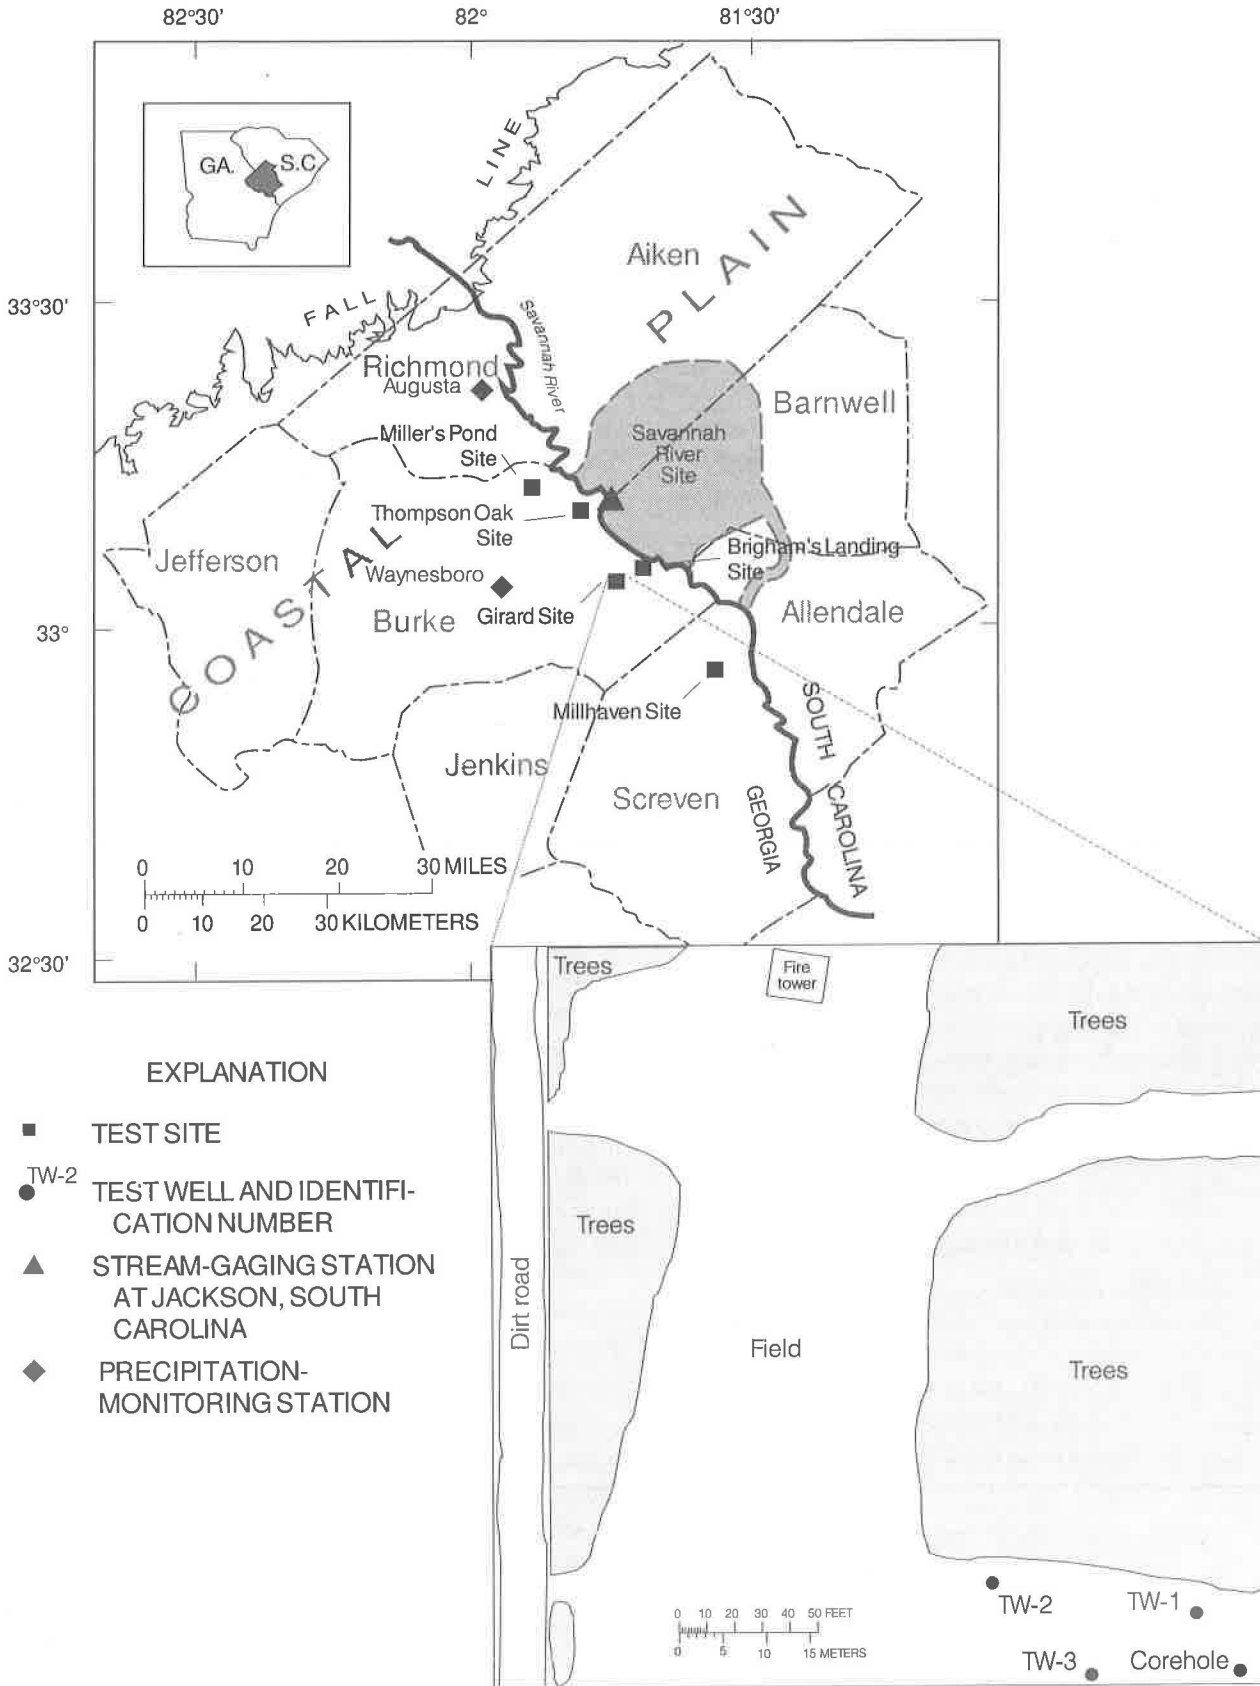 82°30'
82°
81°30'
33°30'
33°
32°30'
GA.
S.C.
FALL LINE
COASTAL PLAIN
Aiken
Savannah River
Richmond
Augusta
Barnwell
Savannah
River
Site
Miller's Pond
Site
Thompson Oak
Site
Jefferson
Waynesboro
Brigham's Landing
Site
Girard Site
Burke
Allendale
Millhaven Site
SOUTH
CAROLINA
GEORGIA
Jenkins
Screven
0 10 20 30 MILES
0 10 20 30 KILOMETERS
EXPLANATION
TEST SITE
TW-2
TEST WELL AND IDENTIFI-
CATION NUMBER
STREAM-GAGING STATION
AT JACKSON, SOUTH
CAROLINA
PRECIPITATION-
MONITORING STATION
Trees
Fire
tower
Trees
Trees
Dirt road
Field
Trees
0 10 20 30 40 50 FEET
0 5 10 15 METERS
TW-2
TW-1
TW-3
Corehole